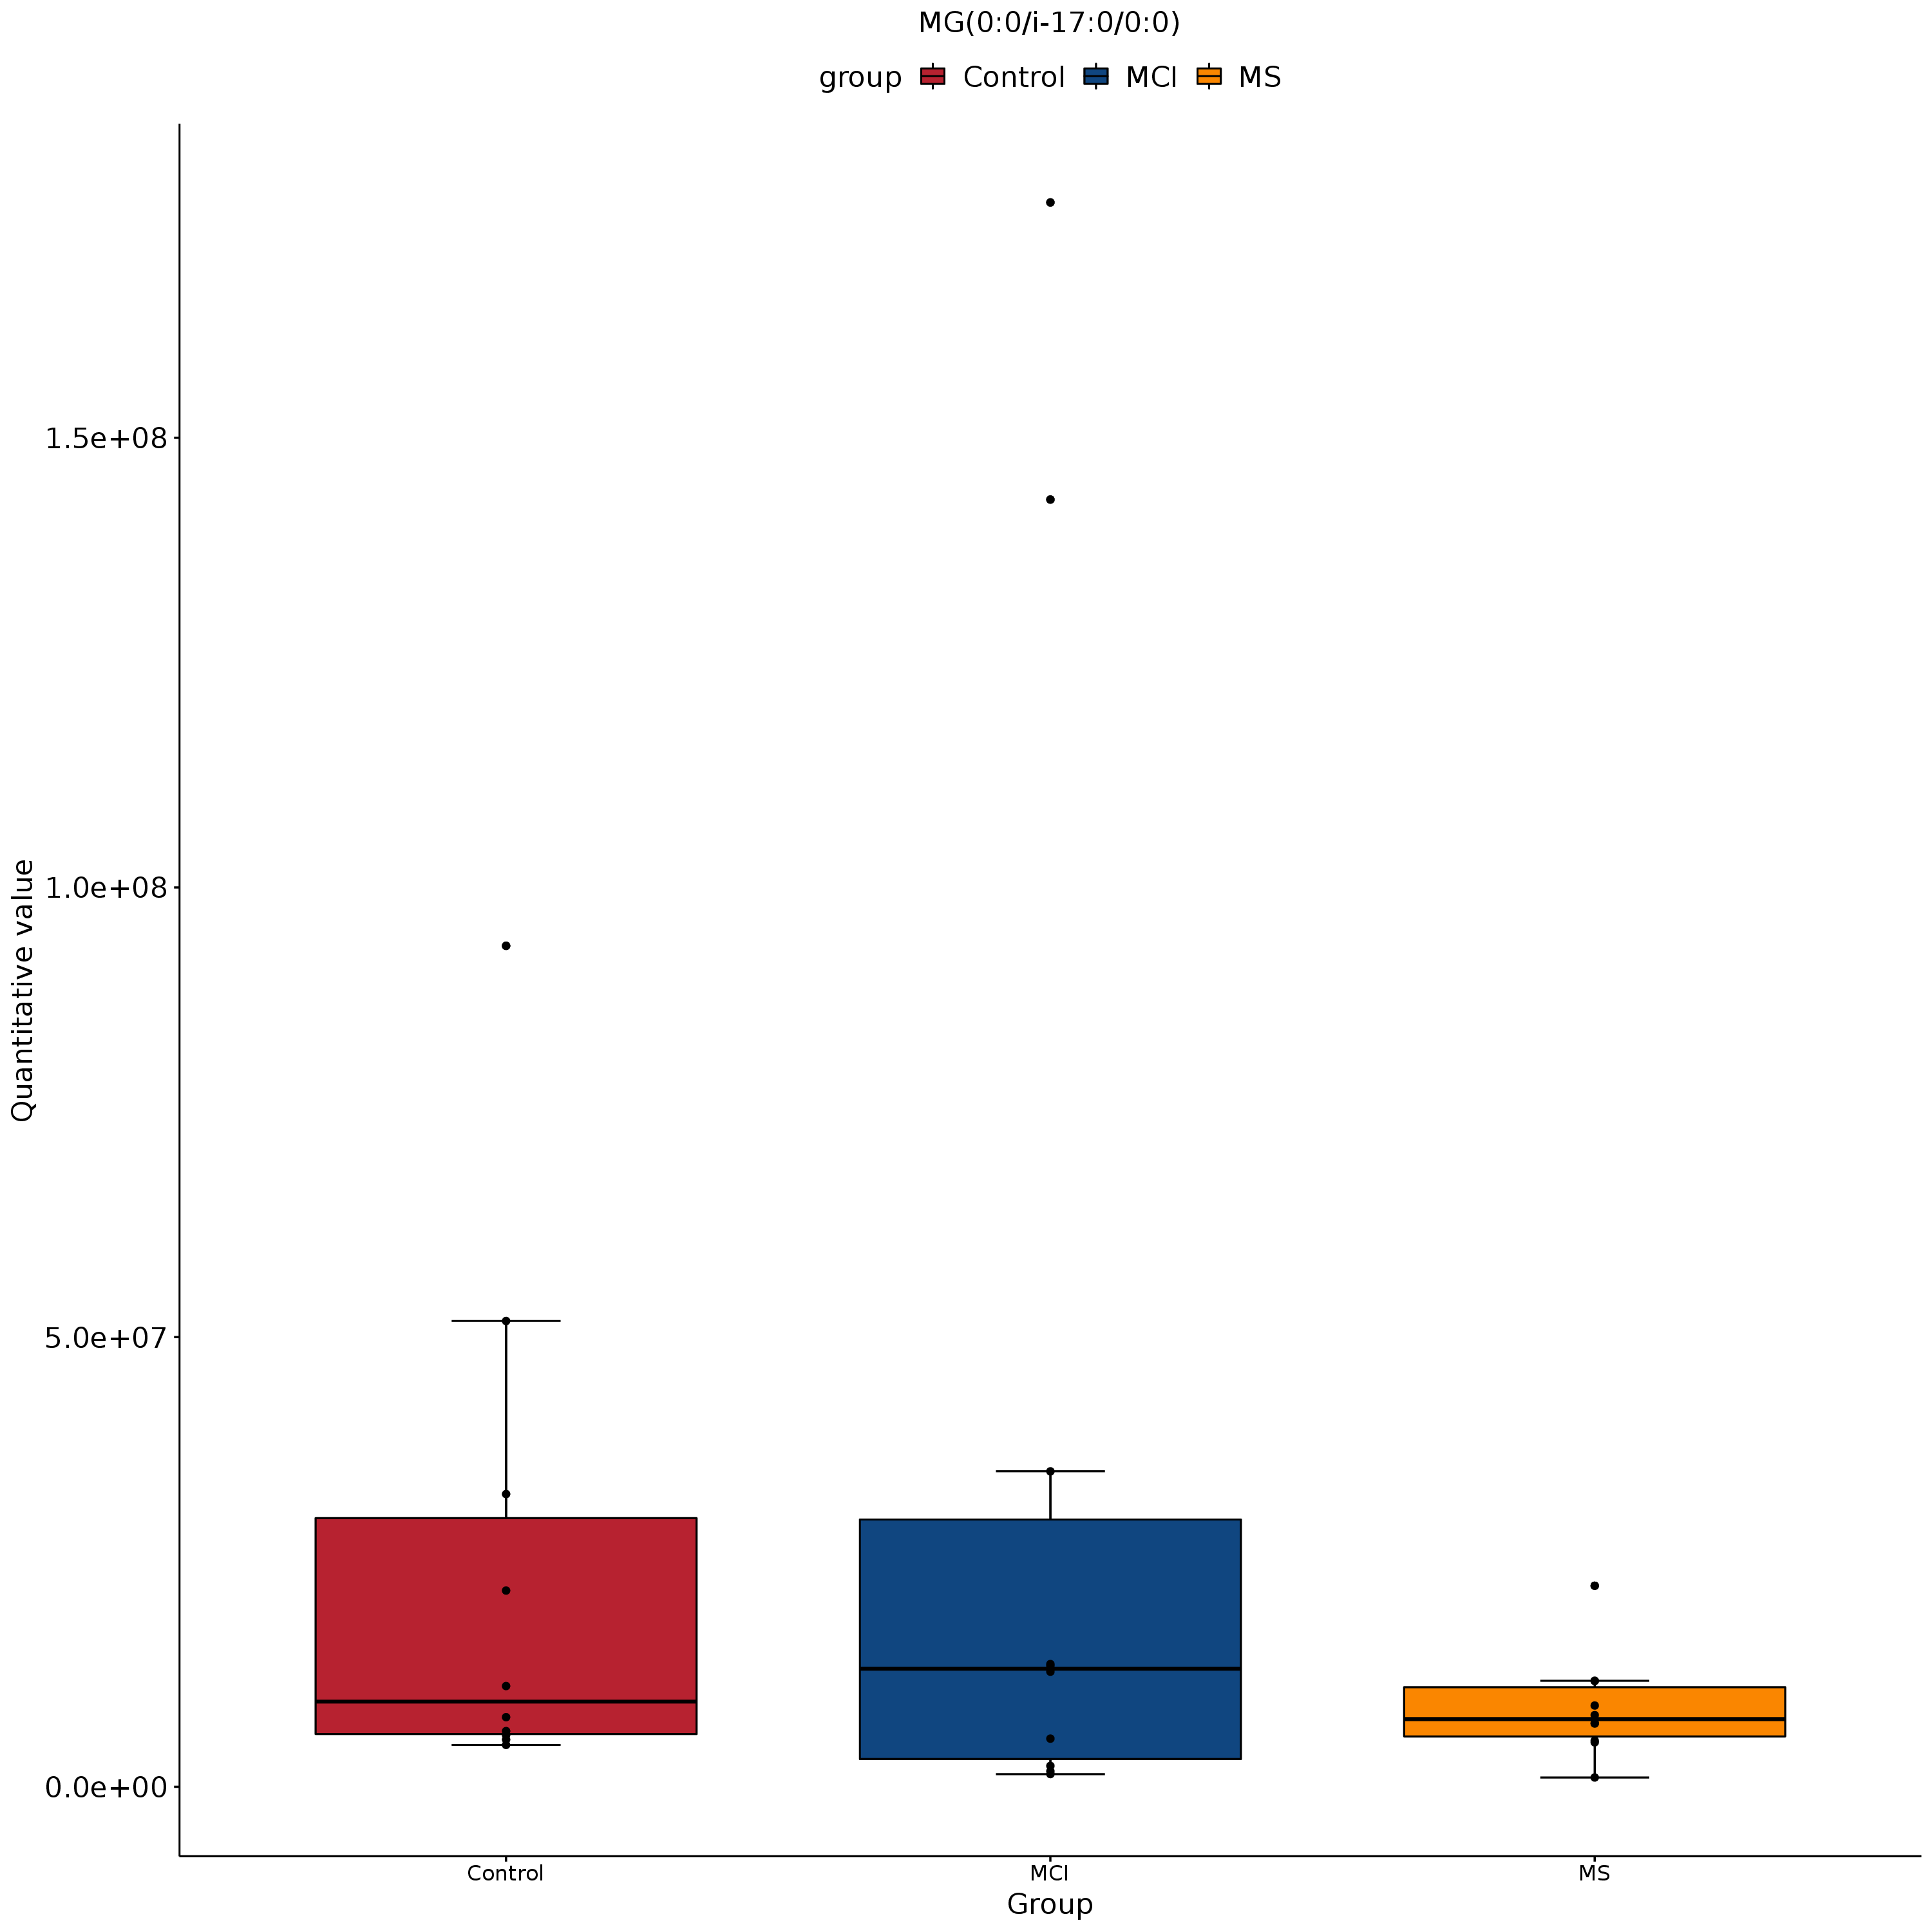 MG(0:0/i-17:0/0:0)
group Control MCI MS
Quantitative value
1.5e+08
1.0e+08
5.0e+07
0.0e+00
Control MCI MS
Group